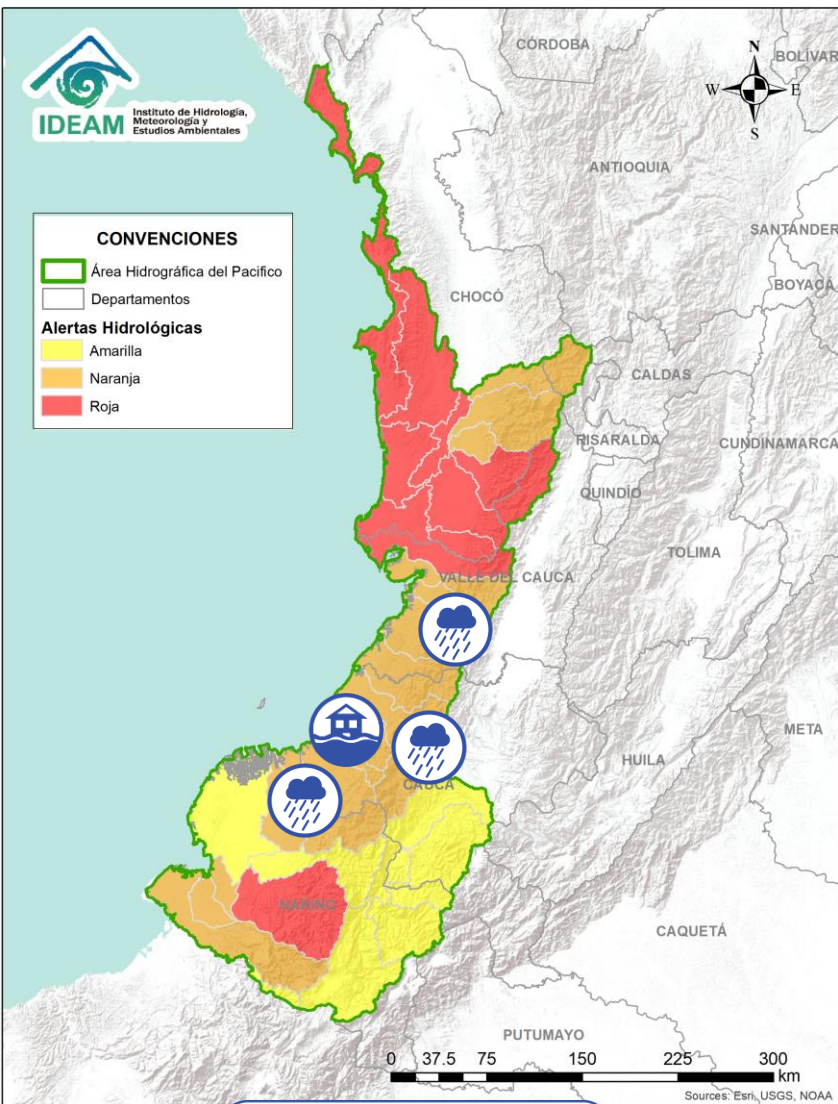 IDEAM
Instituto de Hidrología,
Meteorología y
Estudios Ambientales
CÓRDOBA
BOLÍVAR
N
W
E
S
ANTIOQUIA
SANTANDER
BOYACÁ
CONVENCIONES
Área Hidrográfica del Pacifico
Departamentos
Alertas Hidrológicas
Amarilla
Naranja
Roja
CHOCÓ
CALDAS
RISARALDA
CUNDINAMARCA
QUINDÍO
TOLIMA
VALLE DEL CAUCA
META
HUILA
CAUCA
NARIÑO
CAQUETÁ
PUTUMAYO
0 37.5 75 150 225 300
km
Sources: Esri, USGS, NOAA